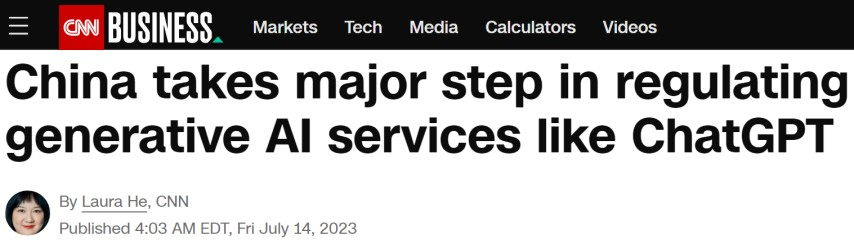 CNN BUSINESS Markets Tech Media Calculators Videos
China takes major step in regulating
generative AI services like ChatGPT
By Laura He, CNN
Published 4:03 AM EDT, Fri July 14, 2023